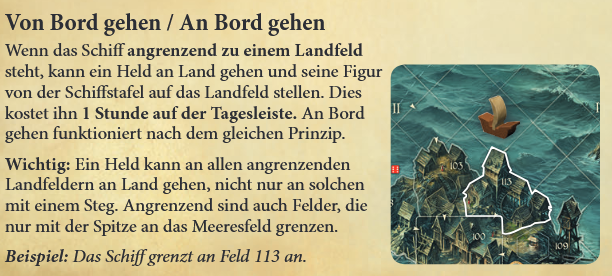 Von Bord gehen / An Bord gehen
Wenn das Schiff angrenzend zu einem Landfeld
steht, kann ein Held an Land gehen und seine Figur
von der Schiffstafel auf das Landfeld stellen. Dies
kostet ihn 1 Stunde auf der Tagesleiste. An Bord
gehen funktioniert nach dem gleichen Prinzip.
Wichtig: Ein Held kann an allen angrenzenden
Landfeldern an Land gehen, nicht nur an solchen
mit einem Steg. Angrenzend sind auch Felder, die
nur mit der Spitze an das Meeresfeld grenzen.
Beispiel: Das Schiff grenzt an Feld 113 an.
II
103
113
100
109